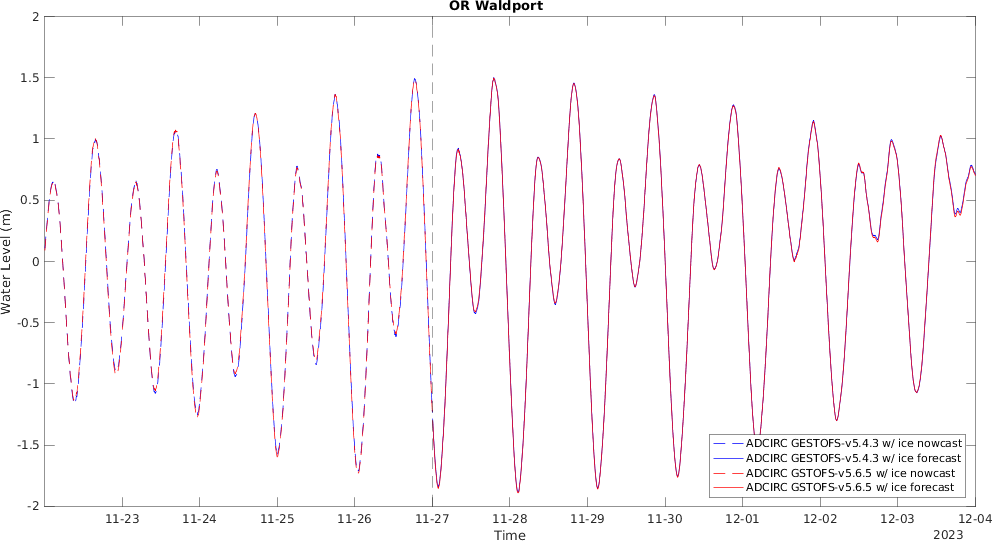 OR Waldport
2
1.5
1
0.5
0
-0.5
-1
-1.5
-2
Water Level (m)
11-23 11-24 11-25 11-26 11-27 11-28 11-29 11-30 12-01 12-02 12-03 12-04
2023
Time
ADCIRC GESTOFS-v5.4.3 w/ ice nowcast
ADCIRC GESTOFS-v5.4.3 w/ ice forecast
ADCIRC GSTOFS-v5.6.5 w/ ice nowcast
ADCIRC GSTOFS-v5.6.5 w/ ice forecast